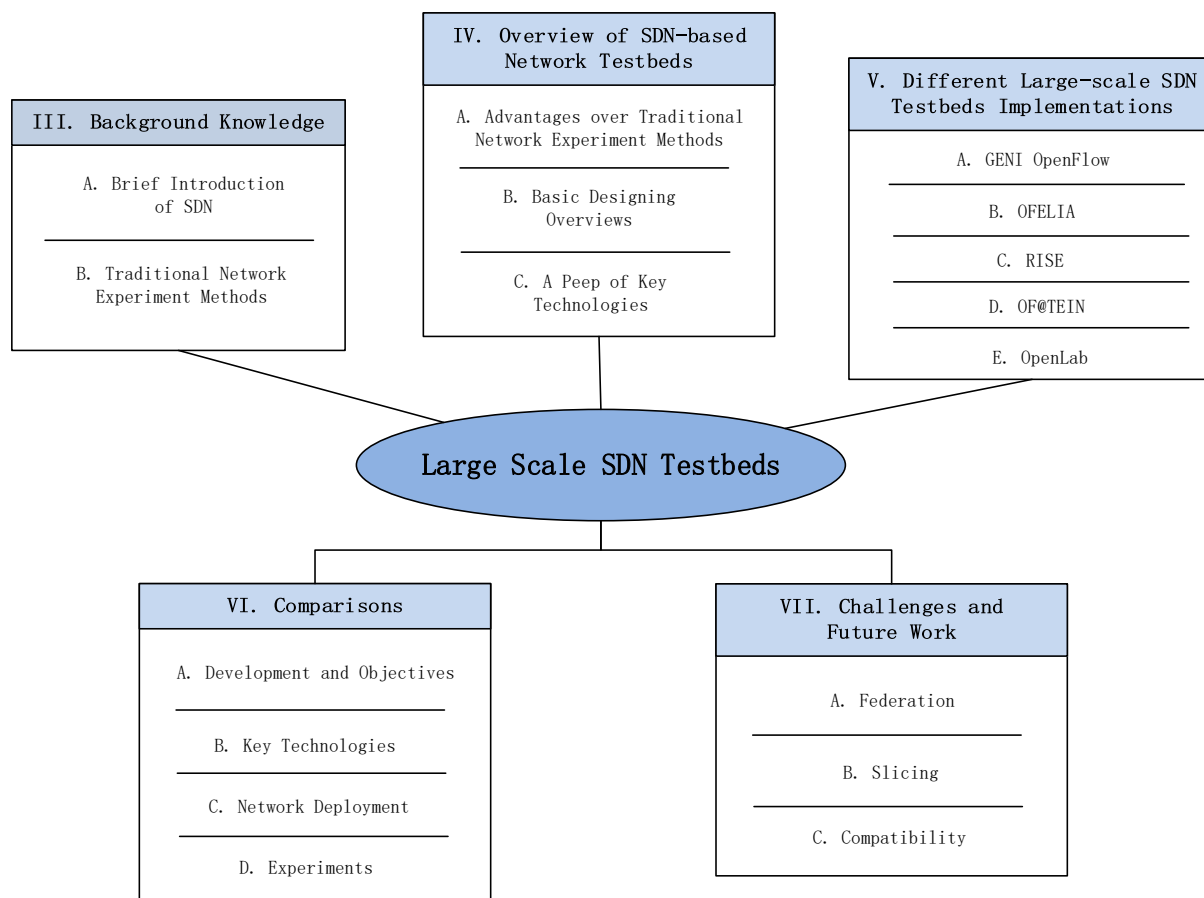 III. Background Knowledge
A. Brief Introduction
of SDN
B. Traditional Network
Experiment Methods
IV. Overview of SDN-based
Network Testbeds
A. Advantages over Traditional
Network Experiment Methods
B. Basic Designing
Overviews
C. A Peep of Key
Technologies
V. Different Large-scale SDN
Testbeds Implementations
A. GENI OpenFlow
B. OFELIA
C. RISE
D. OF@TEIN
E. OpenLab
Large Scale SDN Testbeds
VI. Comparisons
A. Development and Objectives
B. Key Technologies
C. Network Deployment
D. Experiments
VII. Challenges and
Future Work
A. Federation
B. Slicing
C. Compatibility